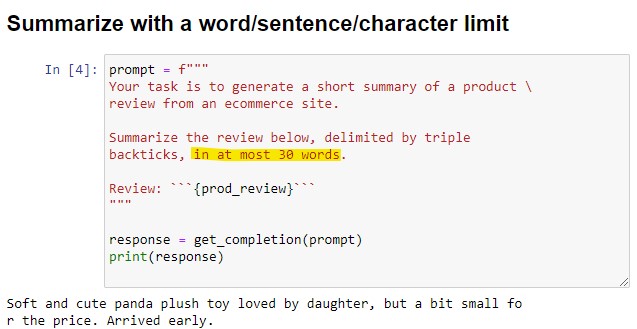 Summarize with a word/sentence/character limit
In [4]: prompt = f"""
Your task is to generate a short summary of a product \
review from an ecommerce site.
Summarize the review below, delimited by triple
backticks, in at most 30 words.
Review: ```{prod_review}```
"""
response = get_completion(prompt)
print(response)
Soft and cute panda plush toy loved by daughter, but a bit small fo
r the price. Arrived early.